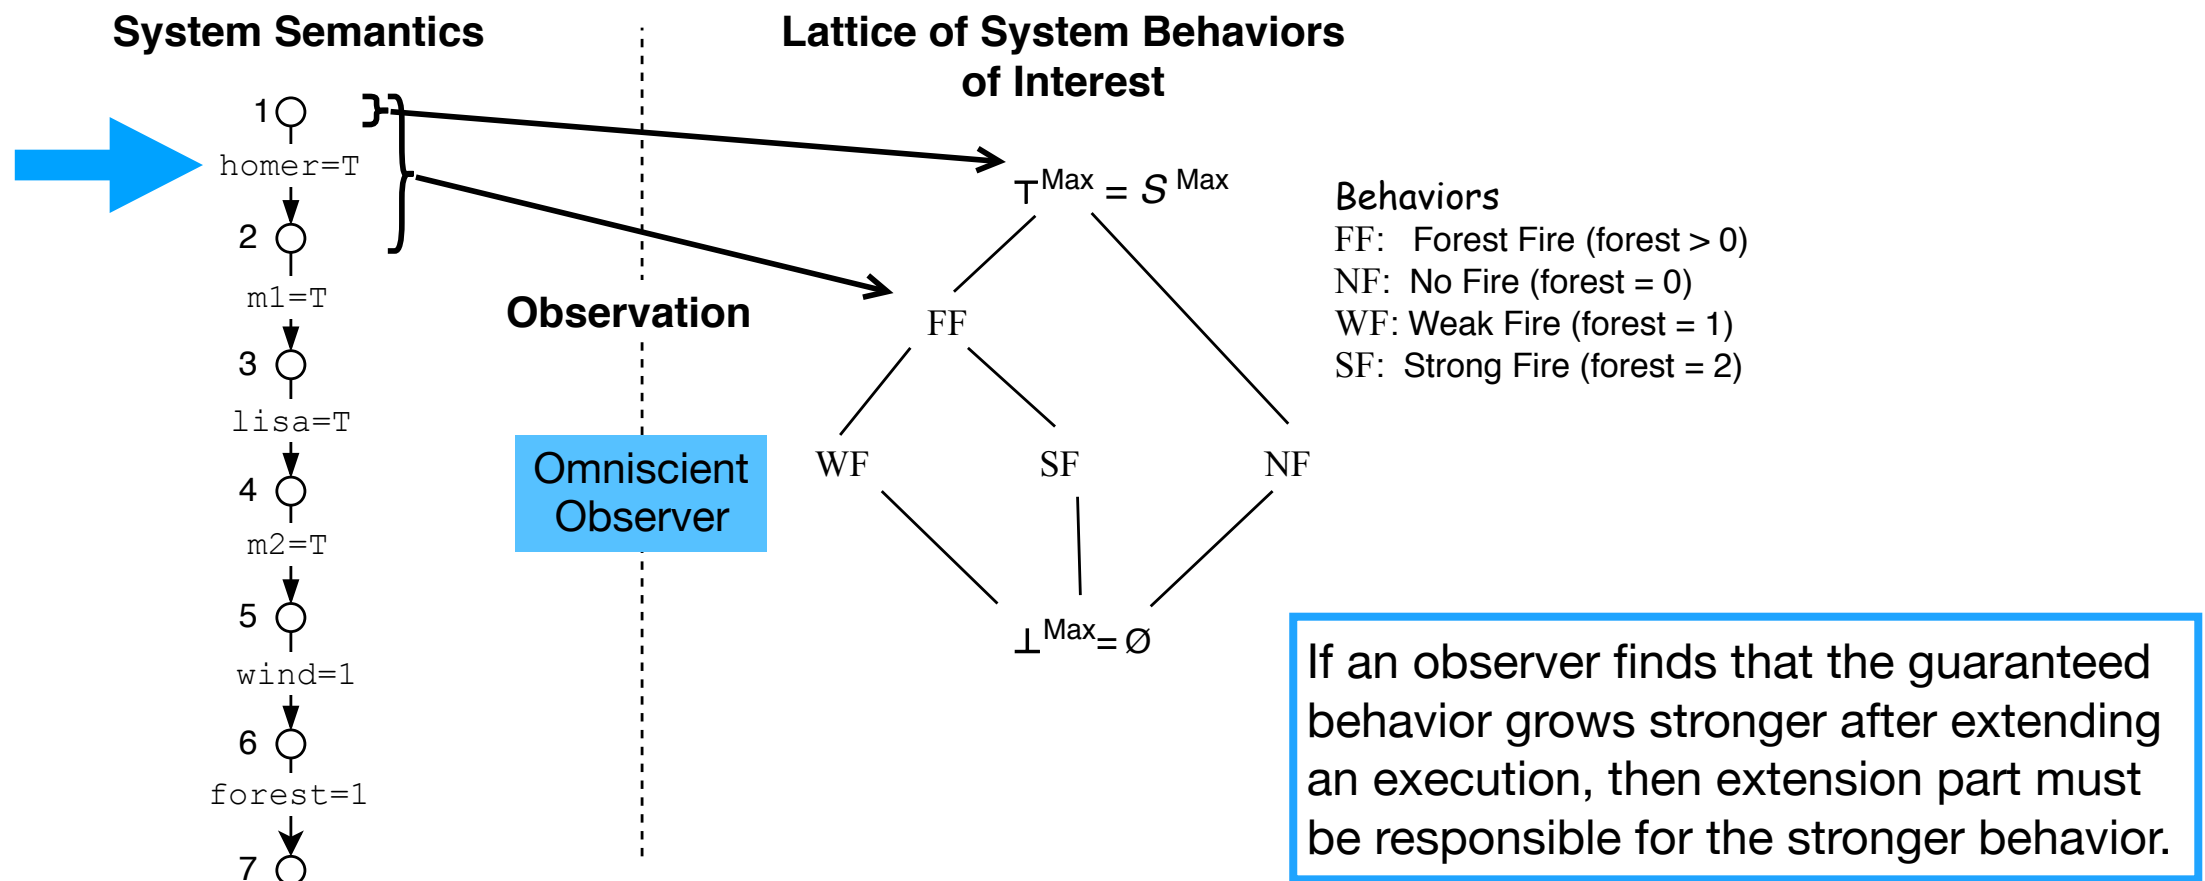 System Semantics
1
homer=T
2
m1=T
3
lisa=T
4
m2=T
5
wind=1
6
forest=1
7
Observation
Omniscient
Observer
Lattice of System Behaviors
of Interest
⊤Max = S Max
FF
WF SF NF
⊥Max= Ø
Behaviors
FF: Forest Fire (forest > 0)
NF: No Fire (forest = 0)
WF: Weak Fire (forest = 1)
SF: Strong Fire (forest = 2)
If an observer finds that the guaranteed
behavior grows stronger after extending
an execution, then extension part must
be responsible for the stronger behavior.